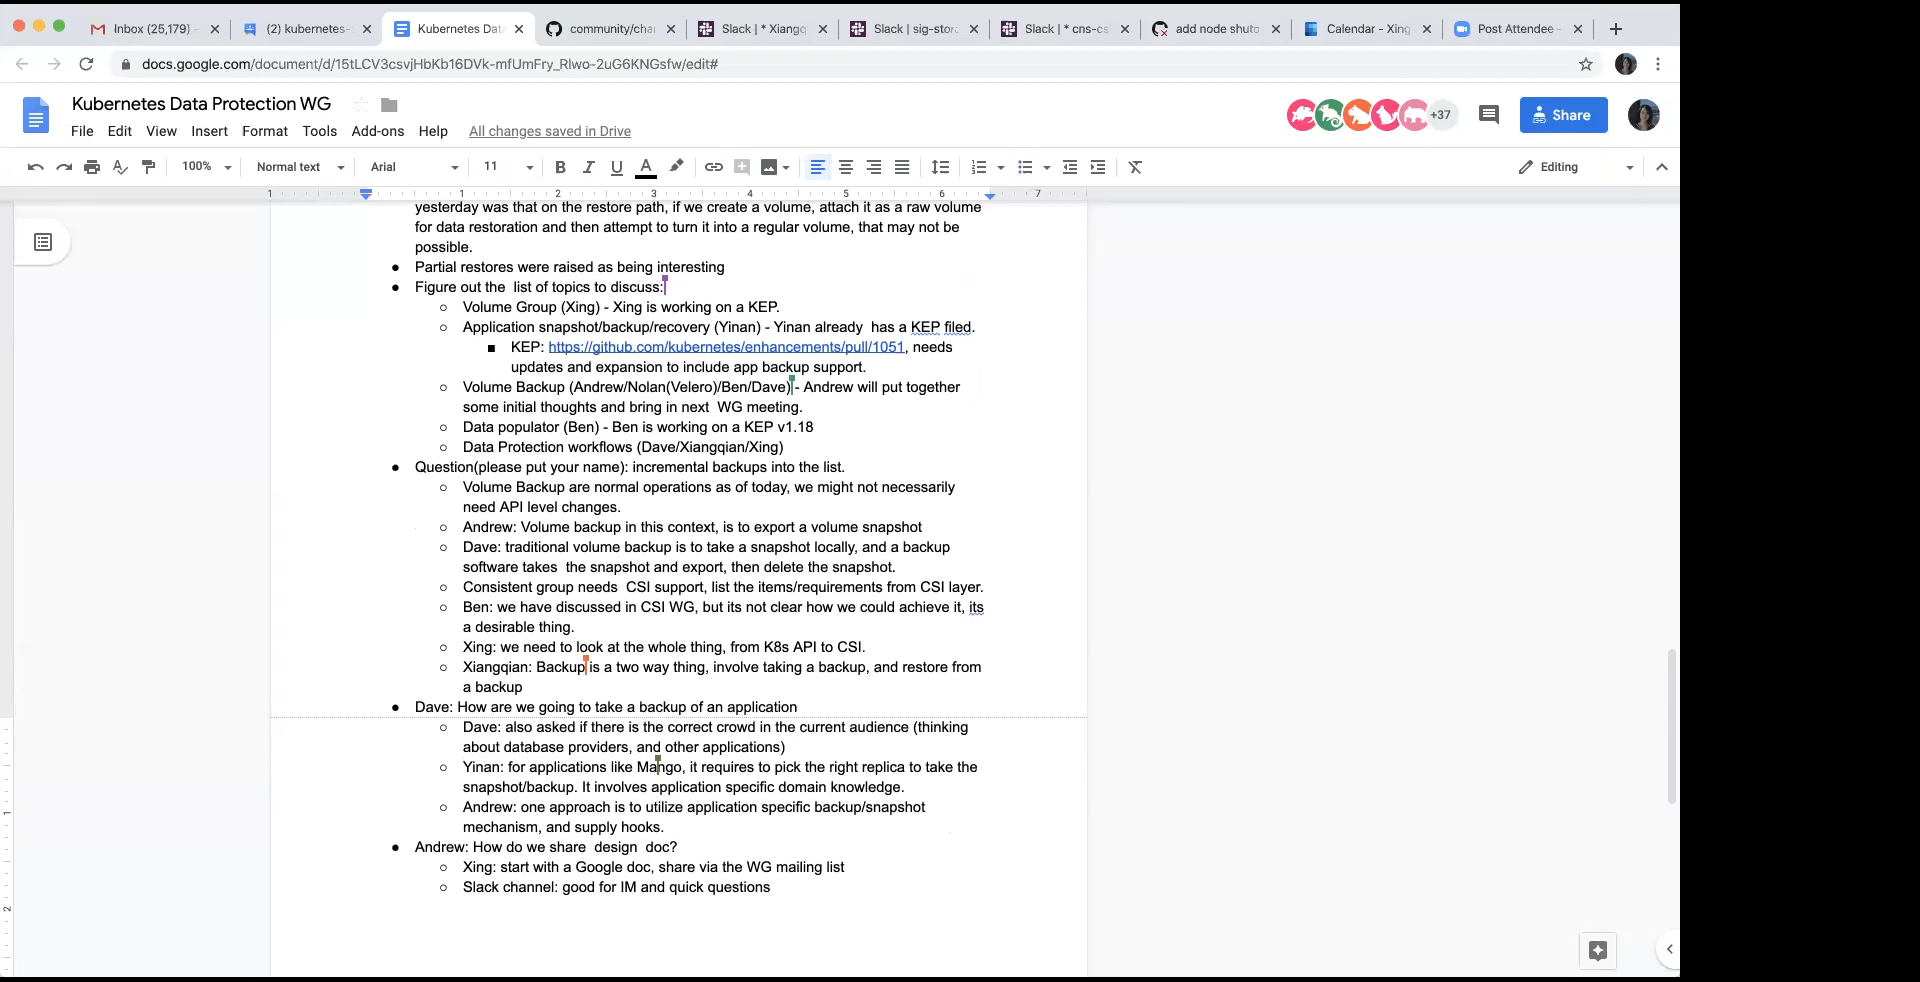 Inbox (25,179) -
(2) kubernetes-
Kubernetes Dat
community/cha
Slack | * Xiangq
Slack | sig-stor
Slack | * cns-cs
add node shutd
Calendar - Xing
Post Attendee -
docs.google.com/document/d/15tLCV3csvjHbKb16DVk-mfUmFry_Rlwo-2uG6KNGsfw/edit#
Kubernetes Data Protection WG
File Edit View Insert Format Tools Add-ons Help All changes saved in Drive
+37
Share
100% Normal text Arial 11 B I U A Editing
1 1 2 3 4 5 6 7
yesterday was that on the restore path, if we create a volume, attach it as a raw volume
for data restoration and then attempt to turn it into a regular volume, that may not be
possible.
● Partial restores were raised as being interesting
● Figure out the list of topics to discuss:
○ Volume Group (Xing) - Xing is working on a KEP.
○ Application snapshot/backup/recovery (Yinan) - Yinan already has a KEP filed.
■ KEP: https://github.com/kubernetes/enhancements/pull/1051, needs
updates and expansion to include app backup support.
○ Volume Backup (Andrew/Nolan(Velero)/Ben/Dave) - Andrew will put together
some initial thoughts and bring in next WG meeting.
○ Data populator (Ben) - Ben is working on a KEP v1.18
○ Data Protection workflows (Dave/Xiangqian/Xing)
● Question(please put your name): incremental backups into the list.
○ Volume Backup are normal operations as of today, we might not necessarily
need API level changes.
○ Andrew: Volume backup in this context, is to export a volume snapshot
○ Dave: traditional volume backup is to take a snapshot locally, and a backup
software takes the snapshot and export, then delete the snapshot.
○ Consistent group needs CSI support, list the items/requirements from CSI layer.
○ Ben: we have discussed in CSI WG, but its not clear how we could achieve it, its
a desirable thing.
○ Xing: we need to look at the whole thing, from K8s API to CSI.
○ Xiangqian: Backup is a two way thing, involve taking a backup, and restore from
a backup
● Dave: How are we going to take a backup of an application
○ Dave: also asked if there is the correct crowd in the current audience (thinking
about database providers, and other applications)
○ Yinan: for applications like Mango, it requires to pick the right replica to take the
snapshot/backup. It involves application specific domain knowledge.
○ Andrew: one approach is to utilize application specific backup/snapshot
mechanism, and supply hooks.
● Andrew: How do we share design doc?
○ Xing: start with a Google doc, share via the WG mailing list
○ Slack channel: good for IM and quick questions
1
2